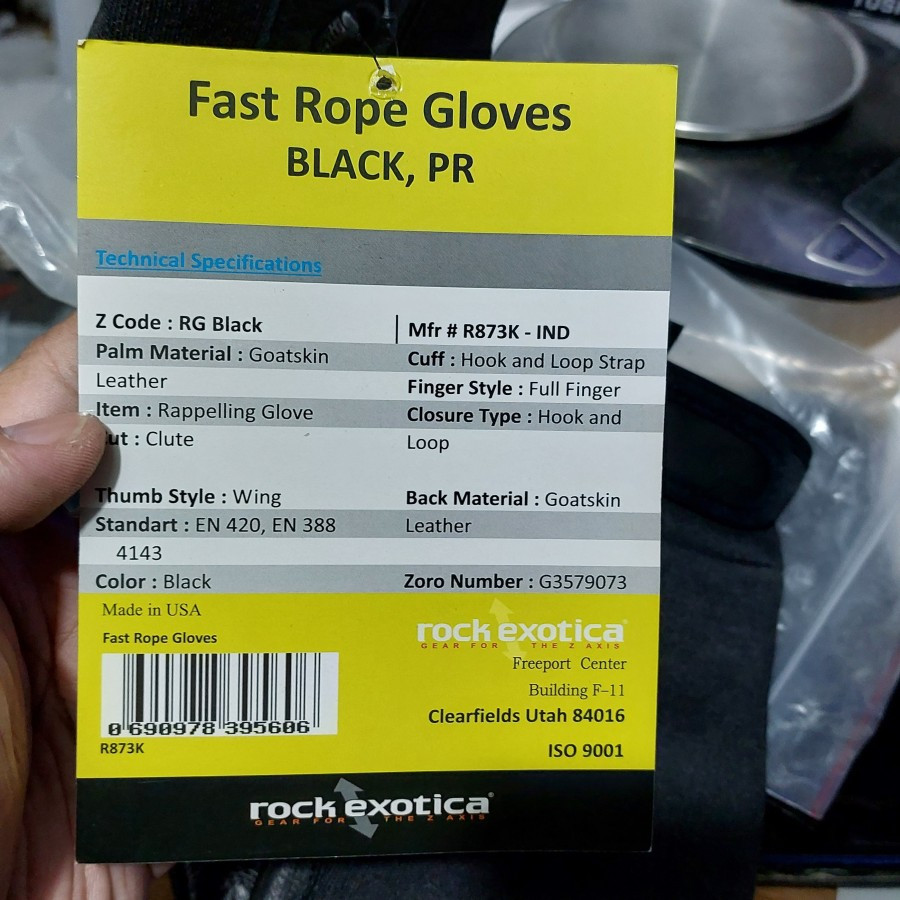 Fast Rope Gloves
BLACK, PR
Technical Specifications
Z Code : RG Black
Palm Material : Goatskin
Leather
Item : Rappelling Glove
ut : Clute
Thumb Style : Wing
Standart : EN 420, EN 388
4143
Color : Black
Mfr # R873K - IND
Cuff : Hook and Loop Strap
Finger Style : Full Finger
Closure Type : Hook and
Loop
Back Material : Goatskin
Leather
Zoro Number : G3579073
Made in USA
Fast Rope Gloves
0 690978 395606
R873K
rock exotica®
GEAR FOR THE Z AXIS
Freeport Center
Building F-11
Clearfields Utah 84016
ISO 9001
rock exotica®
GEAR FOR THE Z AXIS